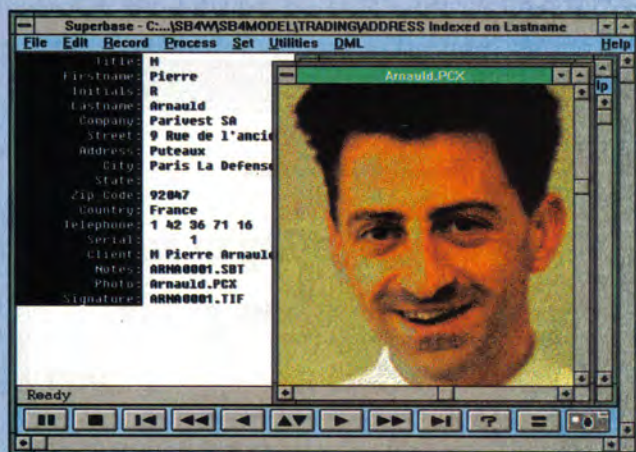 Superbase - C:...\SB4W\SB4MODEL\TRADING\ADDRESS Indexed on Lastname
File Edit Record Process Set Utilities DML Help
Title: M
Firstname: Pierre
Initials: R
Lastname: Arnauld
Company: Parivest SA
Street: 9 Rue de l'ancie
Address: Puteaux
City: Paris La Defense
State:
Zip Code: 92047
Country: France
Telephone: 1 42 36 71 16
Serial: 1
Client: M Pierre Arnauld
Notes: ARNA0001.SBT
Photo: Arnauld.PCX
Signature: ARNA0001.TIF
Arnauld.PCX
lp
Ready